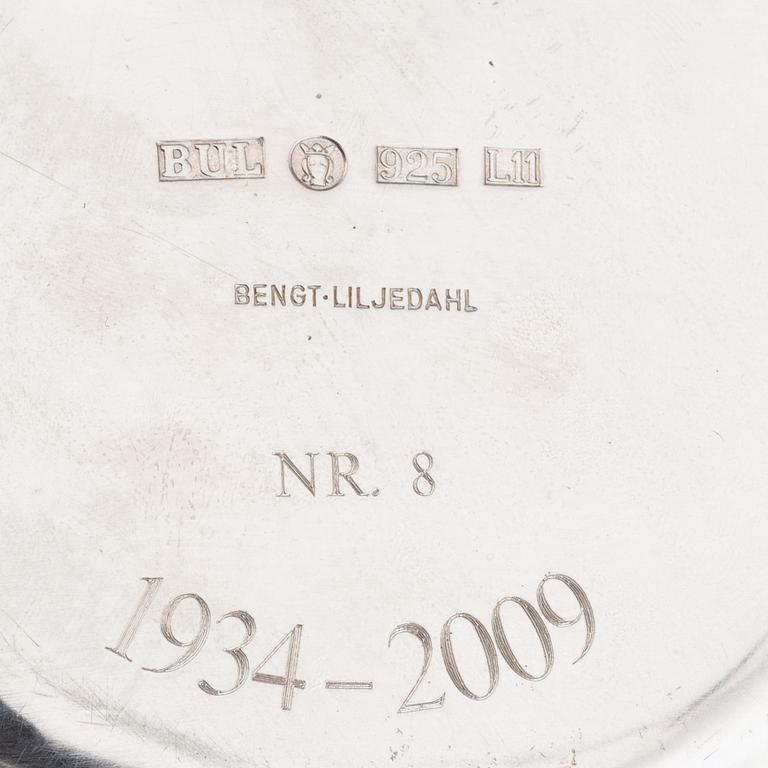 BUL 925 L11
BENGT·LILJEDAHL
NR. 8
1934–2009